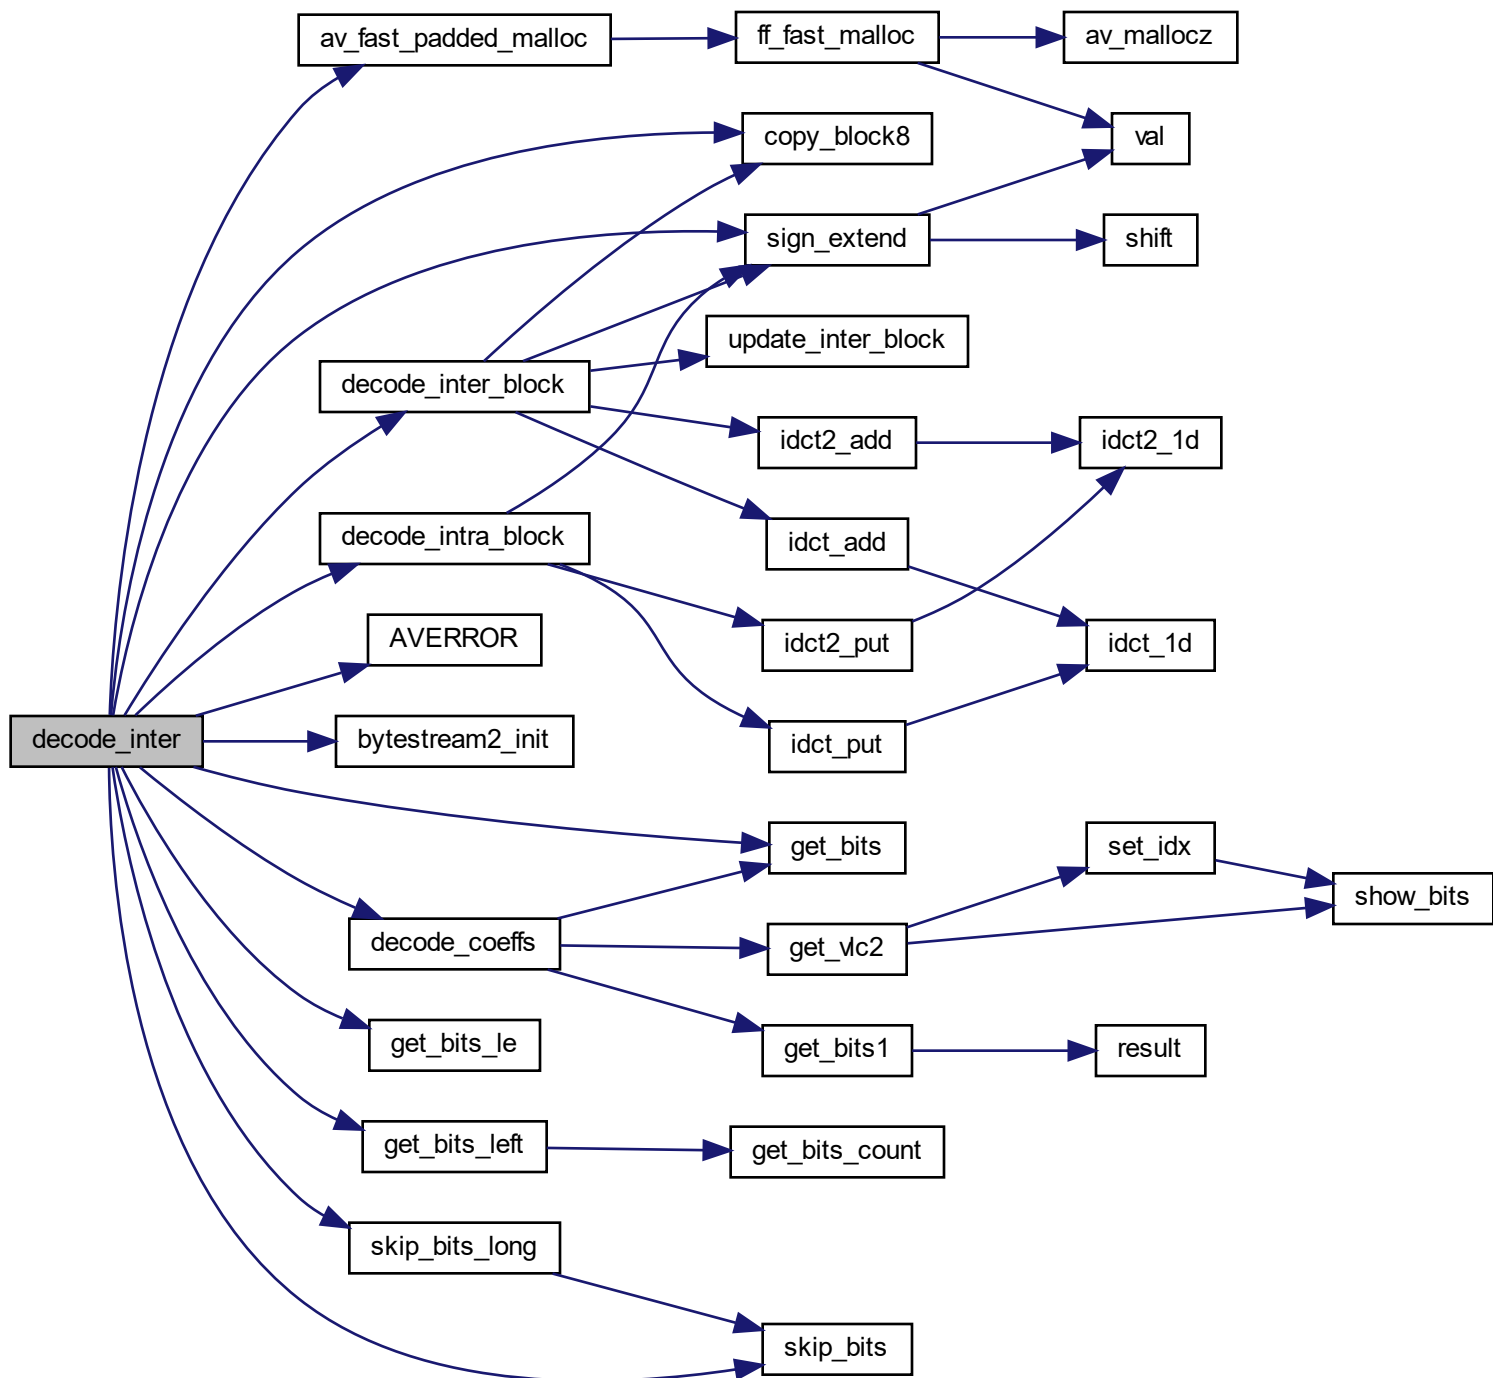 av_fast_padded_malloc
ff_fast_malloc
av_mallocz
copy_block8
val
sign_extend
shift
update_inter_block
decode_inter_block
idct2_add
idct2_1d
decode_intra_block
idct_add
AVERROR
idct2_put
idct_1d
decode_inter
bytestream2_init
idct_put
get_bits
set_idx
show_bits
decode_coeffs
get_vlc2
get_bits_le
get_bits1
result
get_bits_left
get_bits_count
skip_bits_long
skip_bits